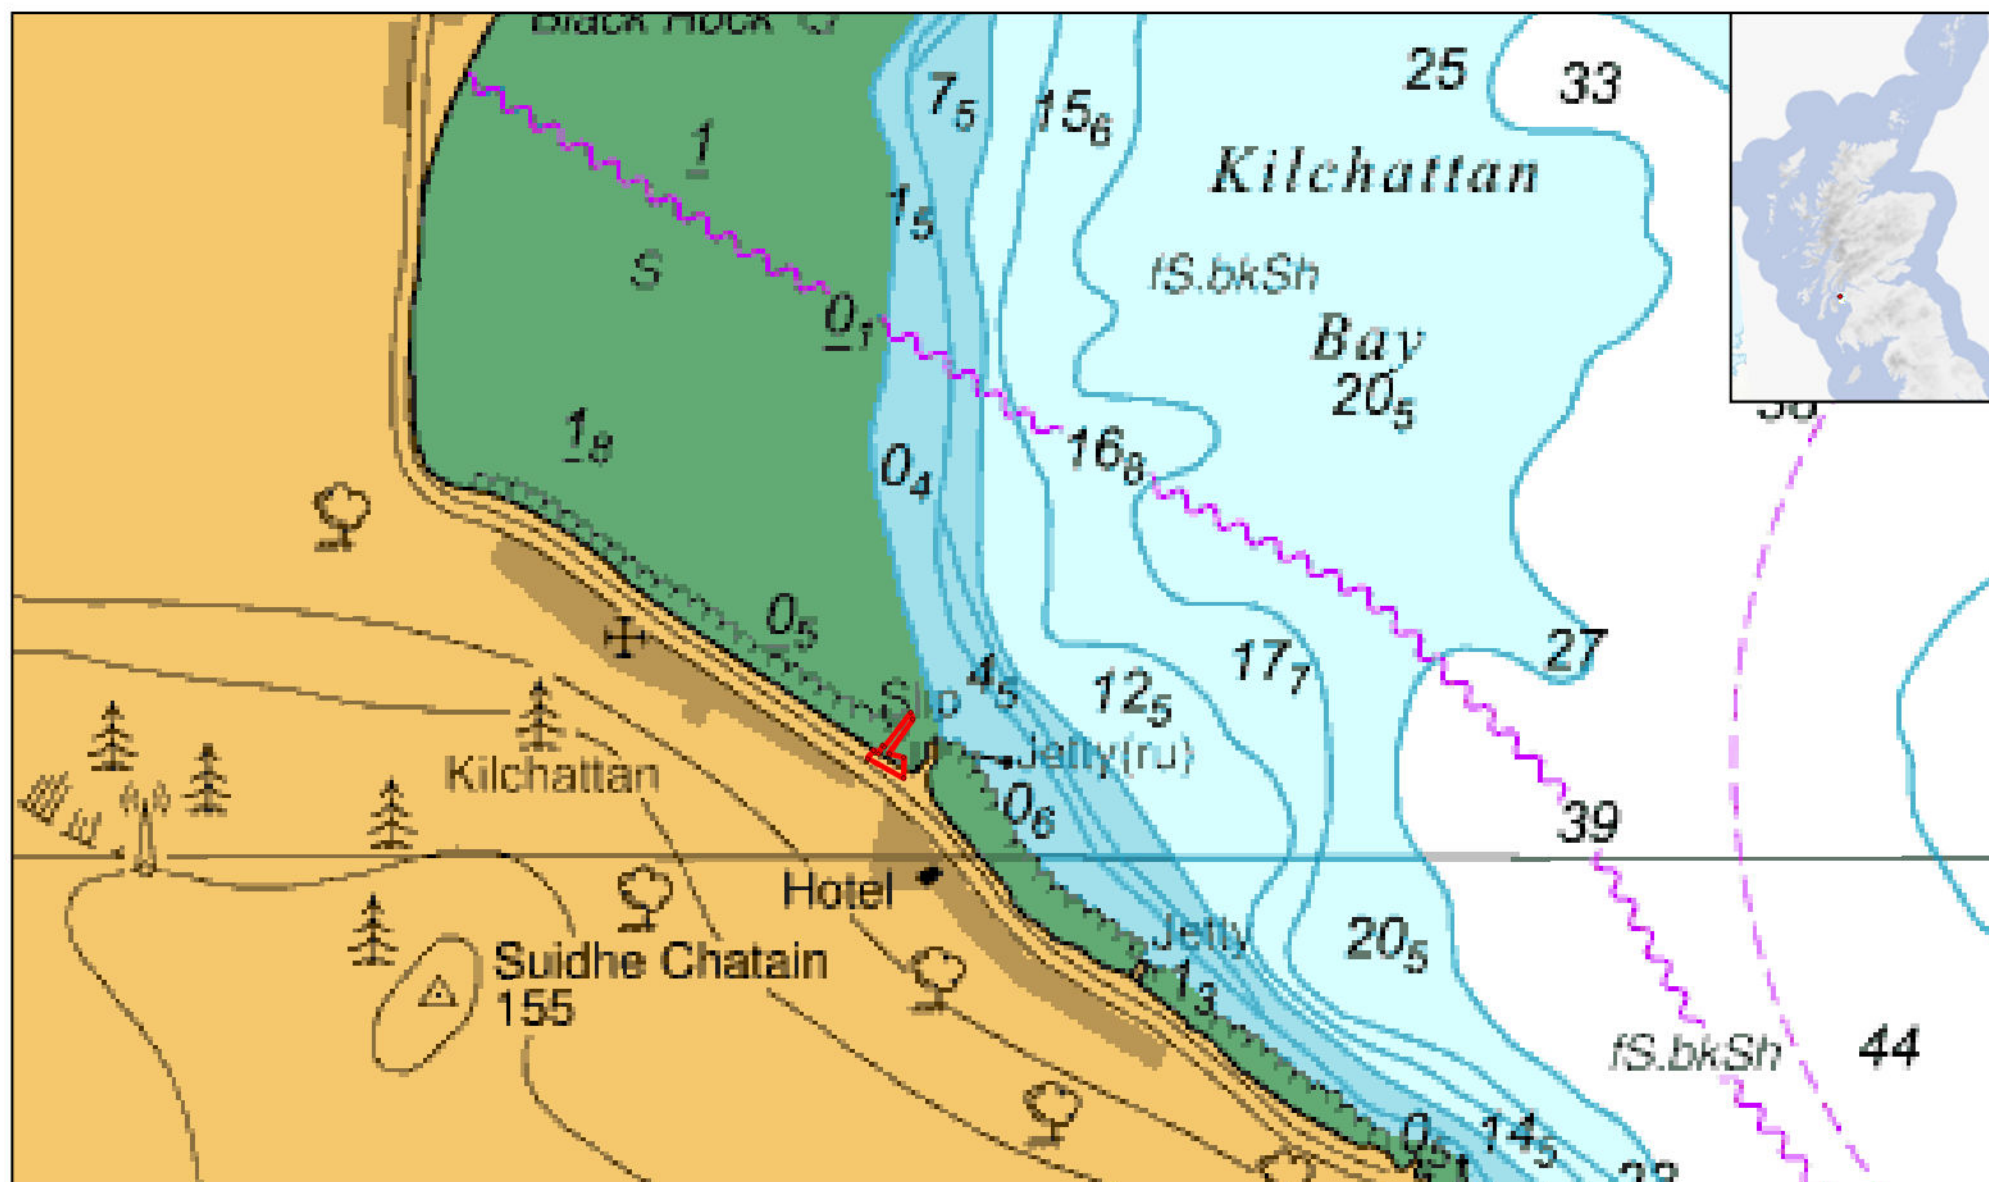 Black Rock
25
33
7₅
15₆
1
Kilchattan
1₅
S
fS.bkSh
0₁
Bay
20₅
1₈
16₈
0₄
0₅
27
17₇
4₅
12₅
Slip
Jetty(ru)
Kilchattan
0₆
39
Hotel
Jetty
20₅
Suidhe Chatain
155
1₃
fS.bkSh
44
0₅
14₅